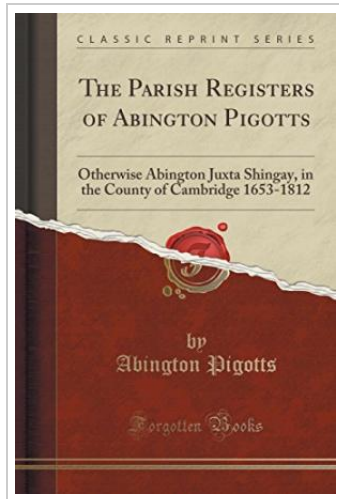 CLASSIC REPRINT SERIES
THE PARISH REGISTERS
OF ABINGTON PIGOTTS
Otherwise Abington Juxta Shingay, in
the County of Cambridge 1653-1812
by
Abington Pigotts
Forgotten Books